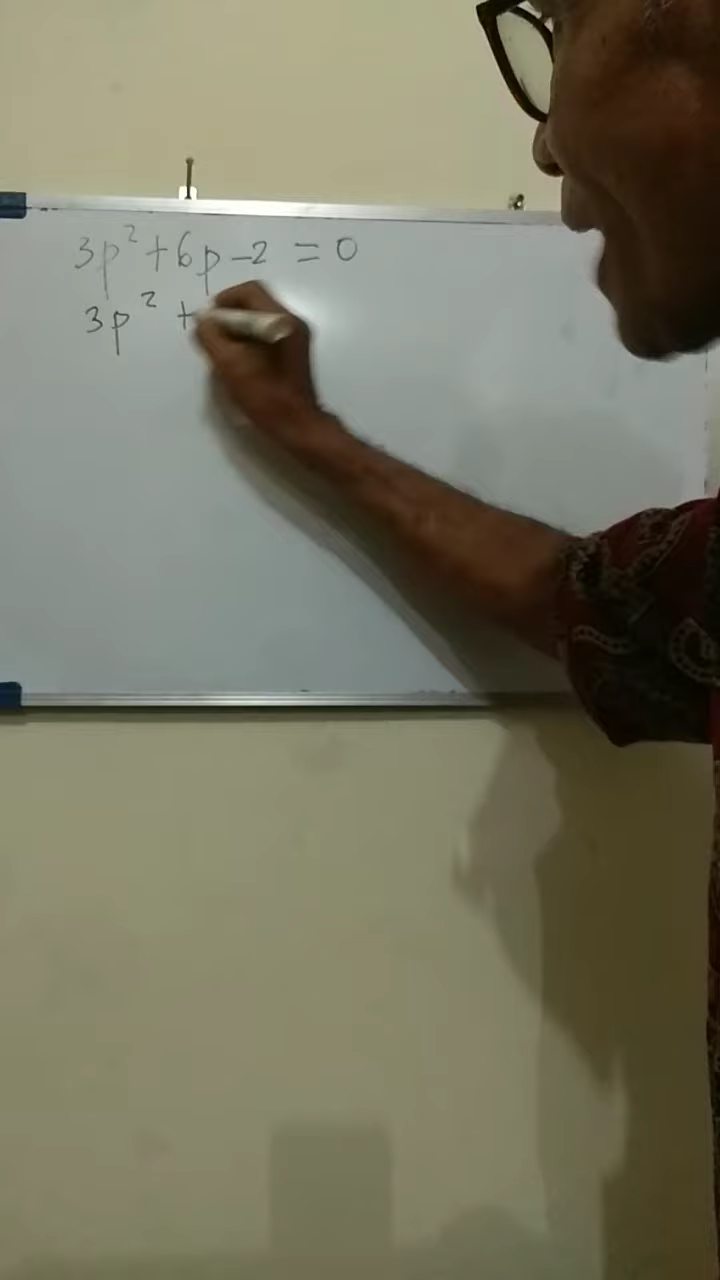 3p² + 6p - 2 = 0
3p² +